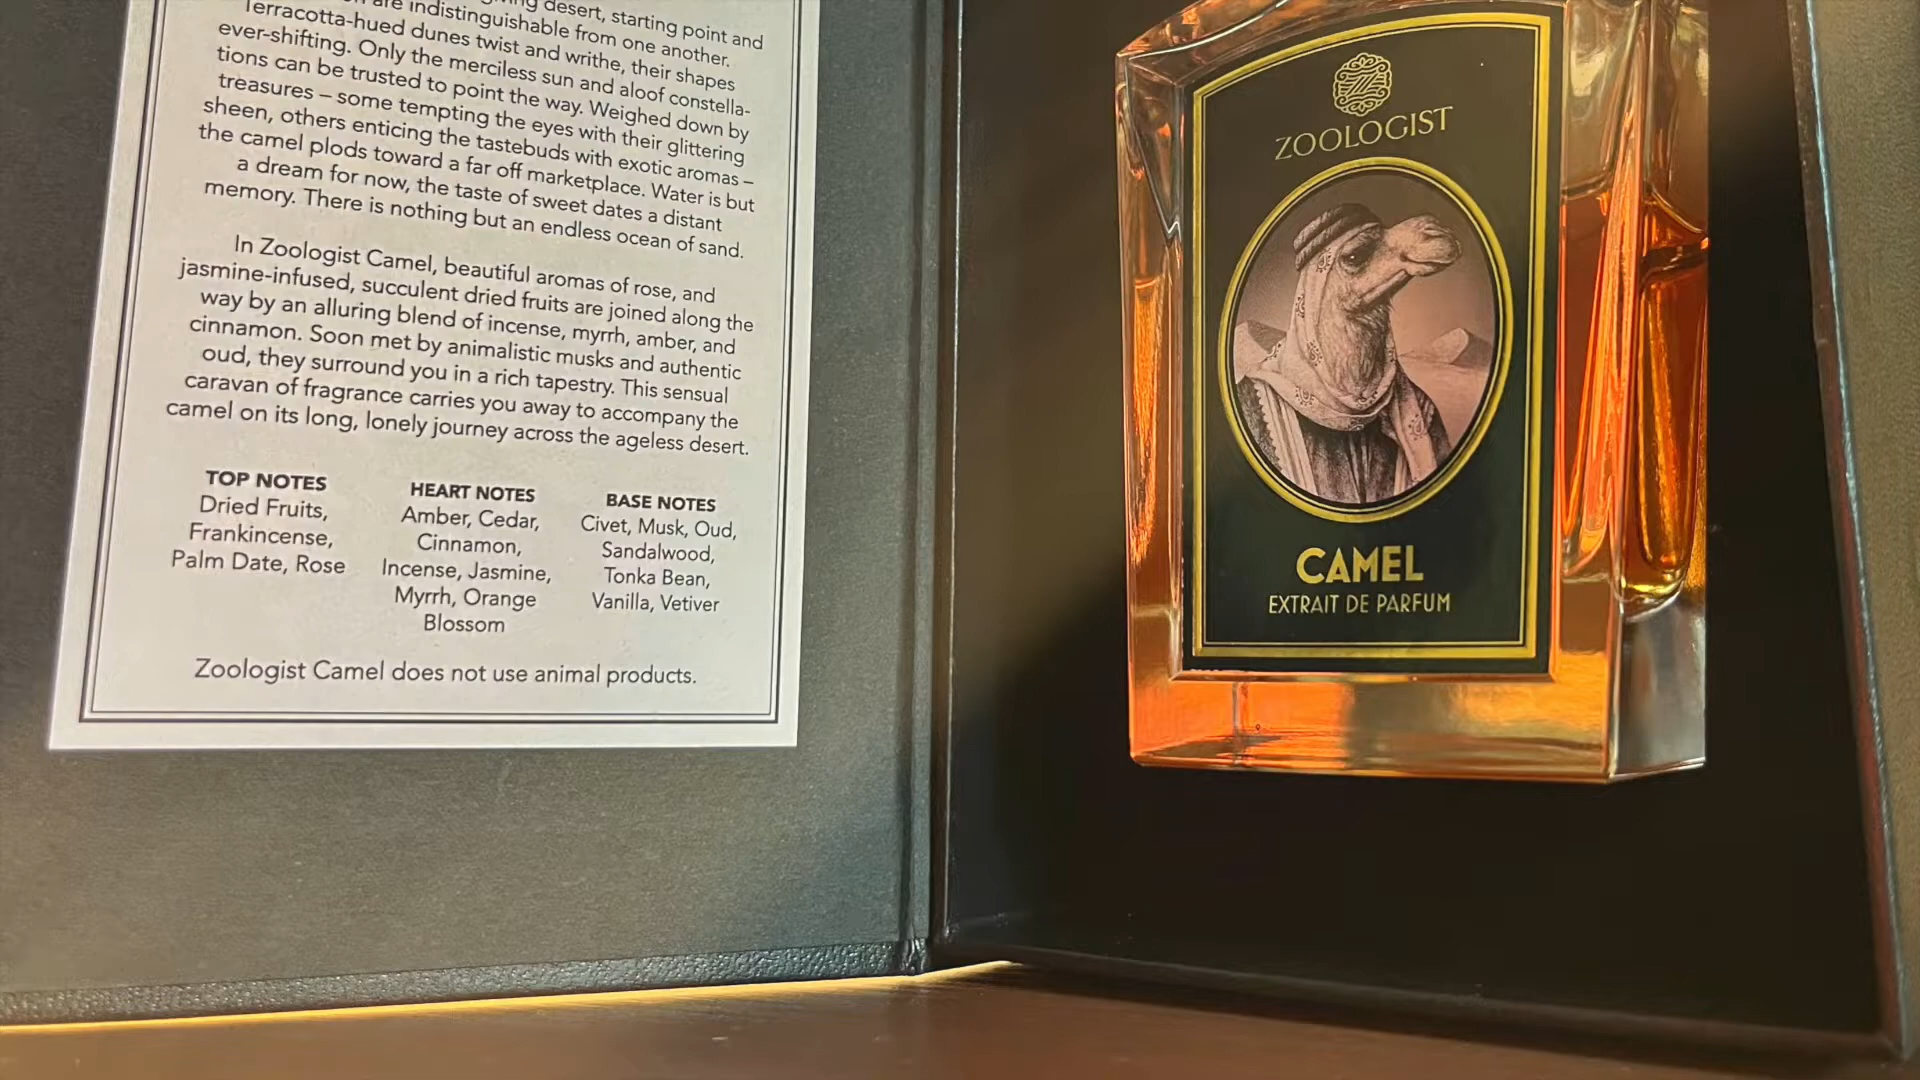 desert, starting point and
are indistinguishable from one another.
Terracotta-hued dunes twist and writhe, their shapes
ever-shifting. Only the merciless sun and aloof constella-
tions can be trusted to point the way. Weighed down by
treasures – some tempting the eyes with their glittering
sheen, others enticing the tastebuds with exotic aromas –
the camel plods toward a far off marketplace. Water is but
a dream for now, the taste of sweet dates a distant
memory. There is nothing but an endless ocean of sand.
In Zoologist Camel, beautiful aromas of rose, and
jasmine-infused, succulent dried fruits are joined along the
way by an alluring blend of incense, myrrh, amber, and
cinnamon. Soon met by animalistic musks and authentic
oud, they surround you in a rich tapestry. This sensual
caravan of fragrance carries you away to accompany the
camel on its long, lonely journey across the ageless desert.
TOP NOTES
Dried Fruits,
Frankincense,
Palm Date, Rose
HEART NOTES
Amber, Cedar,
Cinnamon,
Incense, Jasmine,
Myrrh, Orange
Blossom
BASE NOTES
Civet, Musk, Oud,
Sandalwood,
Tonka Bean,
Vanilla, Vetiver
Zoologist Camel does not use animal products.
Z
ZOOLOGIST
CAMEL
EXTRAIT DE PARFUM